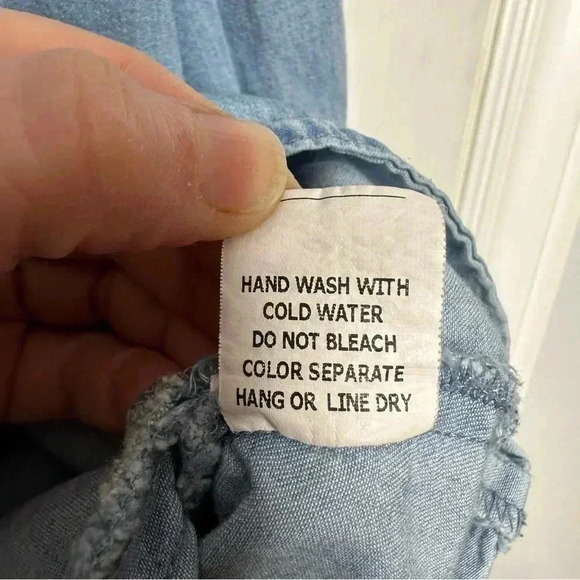 HAND WASH WITH
COLD WATER
DO NOT BLEACH
COLOR SEPARATE
HANG OR LINE DRY